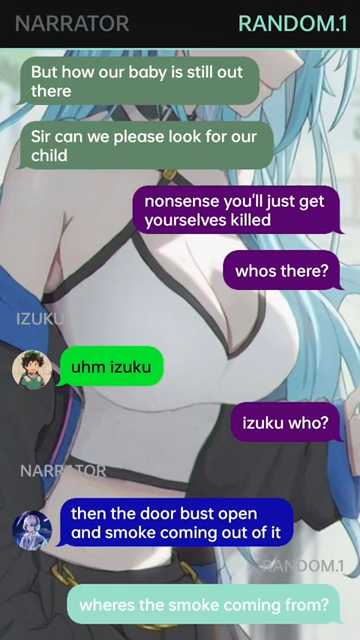 NARRATOR
RANDOM.1
But how our baby is still out
there
Sir can we please look for our
child
nonsense you'll just get
yourselves killed
whos there?
IZUKU
uhm izuku
izuku who?
NARRATOR
then the door bust open
and smoke coming out of it
RANDOM.1
wheres the smoke coming from?